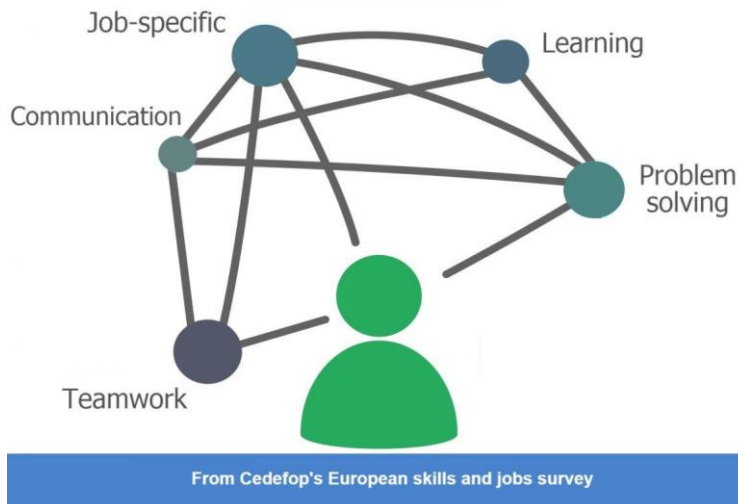 Job-specific
Learning
Communication
Problem
solving
Teamwork
From Cedefop's European skills and jobs survey